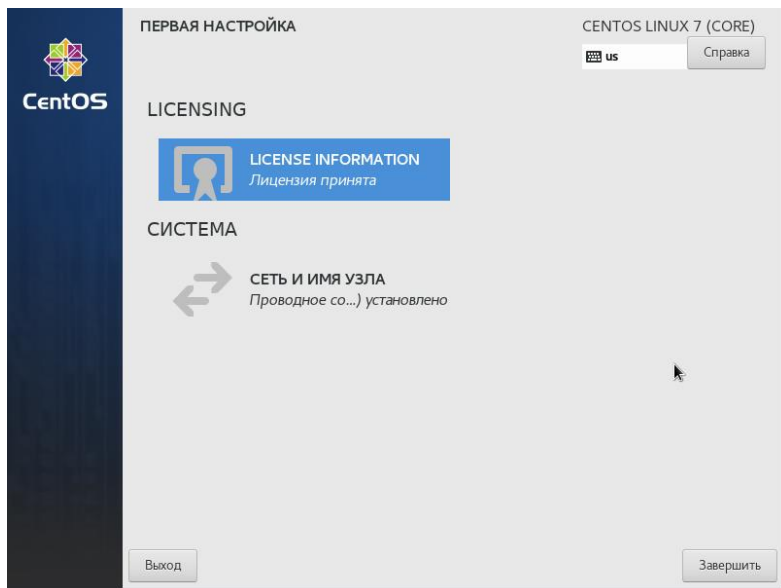 ПЕРВАЯ НАСТРОЙКА
CENTOS LINUX 7 (CORE)
us
Справка
CentOS
LICENSING
LICENSE INFORMATION
Лицензия принята
СИСТЕМА
СЕТЬ И ИМЯ УЗЛА
Проводное со...) установлено
Выход
Завершить